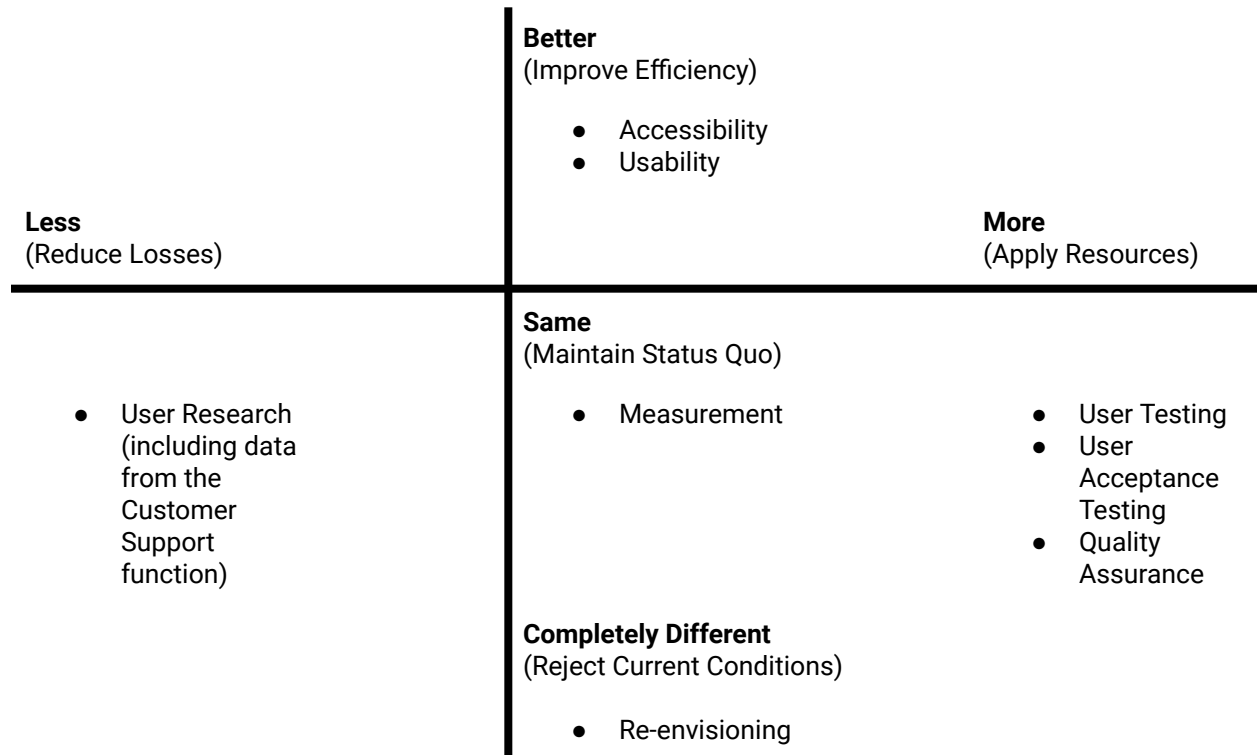 Better
(Improve Efficiency)
● Accessibility
● Usability
Less
(Reduce Losses)
More
(Apply Resources)
Same
(Maintain Status Quo)
● User Research
(including data
from the
Customer
Support
function)
● Measurement
● User Testing
● User
Acceptance
Testing
● Quality
Assurance
Completely Different
(Reject Current Conditions)
● Re-envisioning